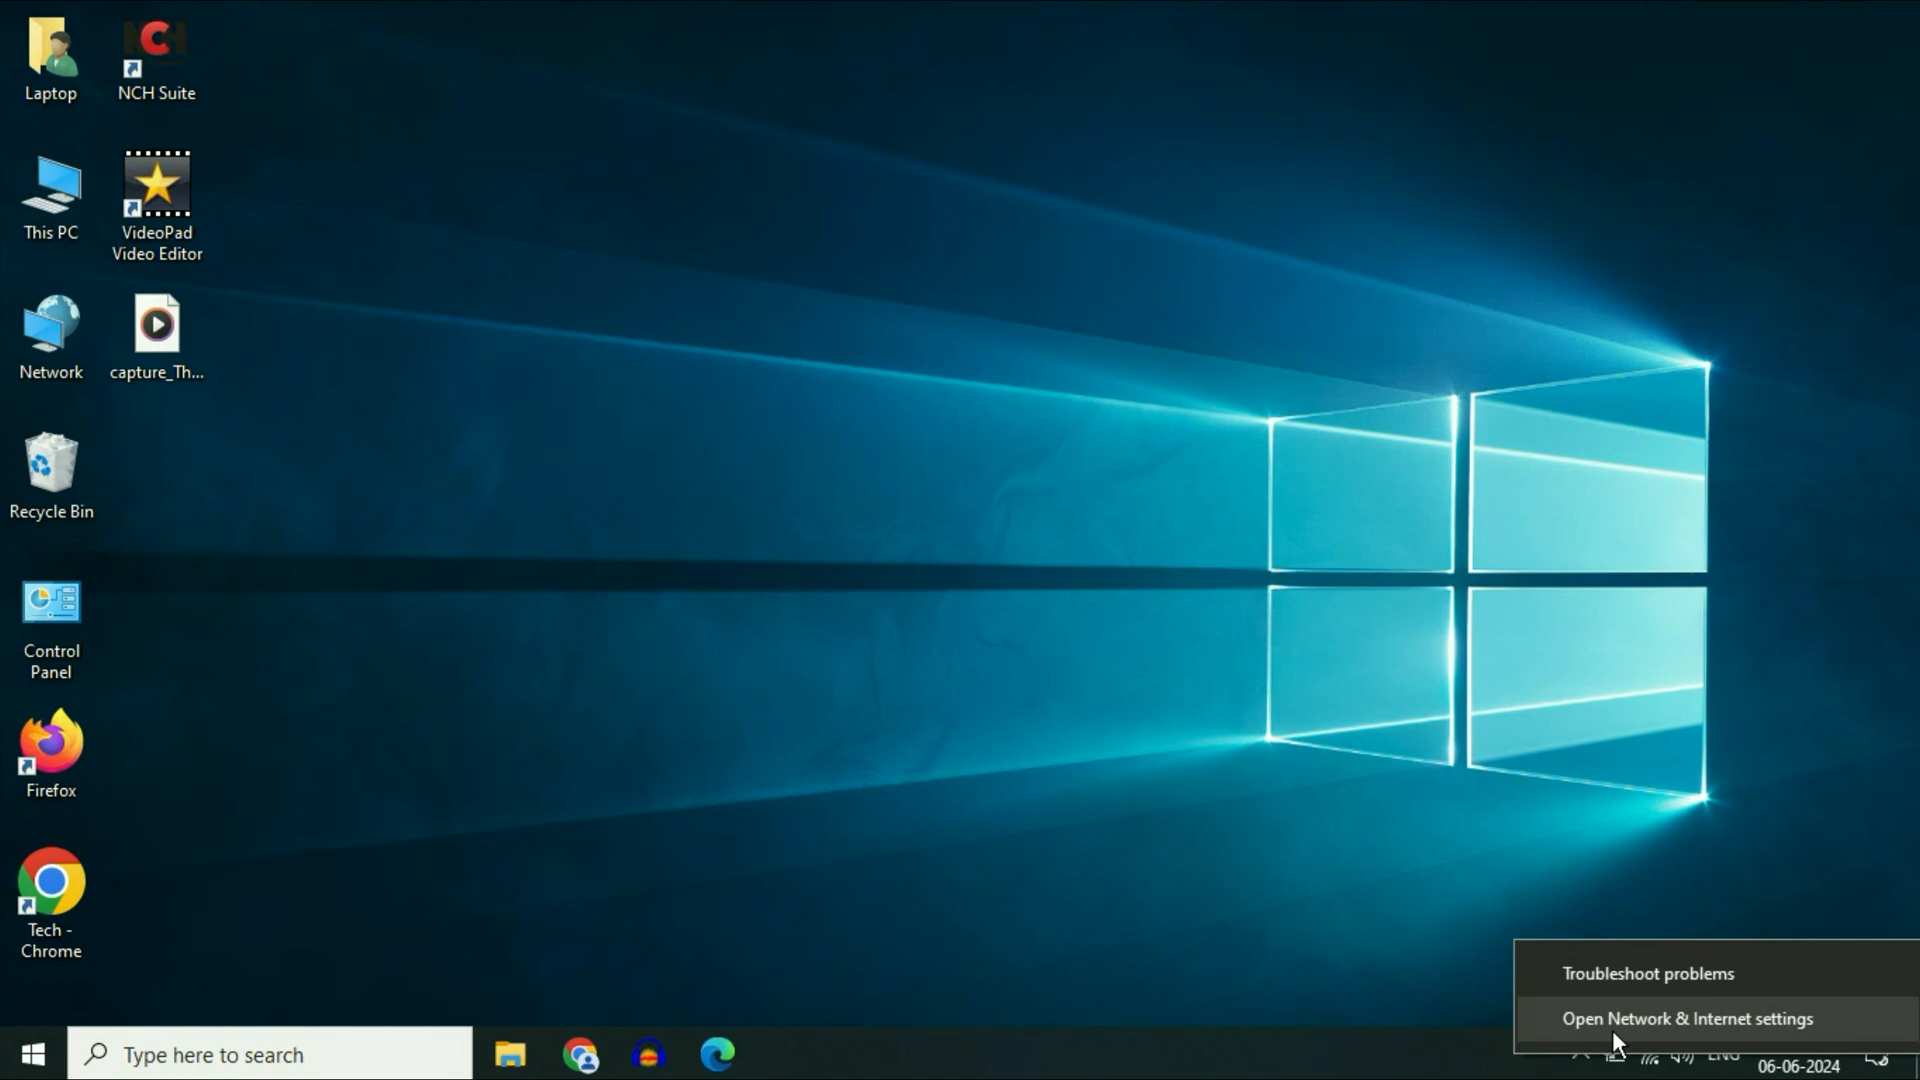 Laptop
NCH Suite
This PC
VideoPad
Video Editor
Network
capture_Th...
Recycle Bin
Control
Panel
Firefox
Tech -
Chrome
Troubleshoot problems
Open Network & Internet settings
Type here to search
ENG
06-06-2024